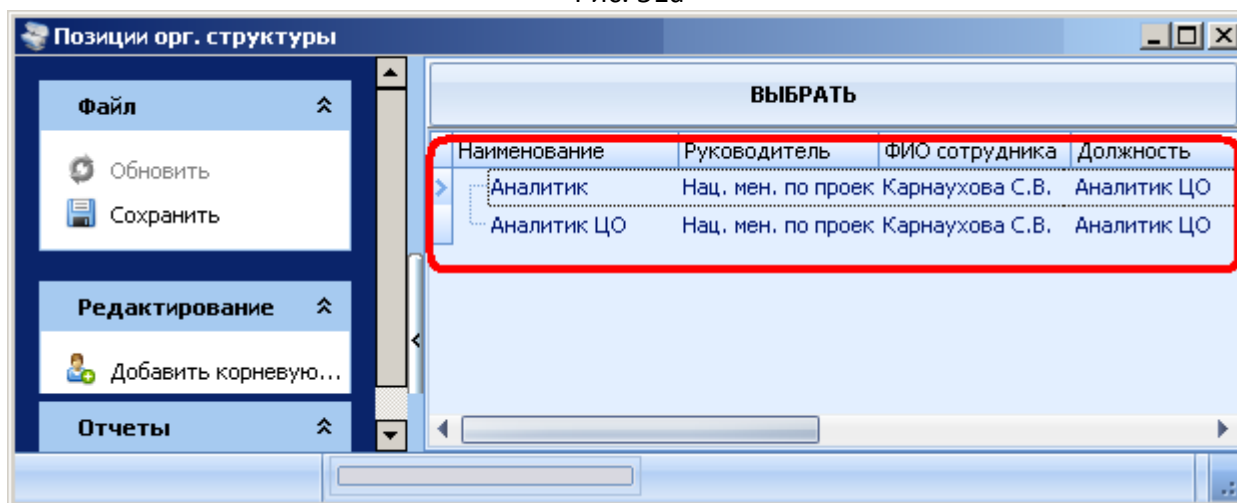 Позиции орг. структуры
Файл
Обновить
Сохранить
Редактирование
Добавить корневую...
Отчеты
ВЫБРАТЬ
Наименование Руководитель ФИО сотрудника Должность
Аналитик Нац. мен. по проек Карнаухова С.В. Аналитик ЦО
Аналитик ЦО Нац. мен. по проек Карнаухова С.В. Аналитик ЦО